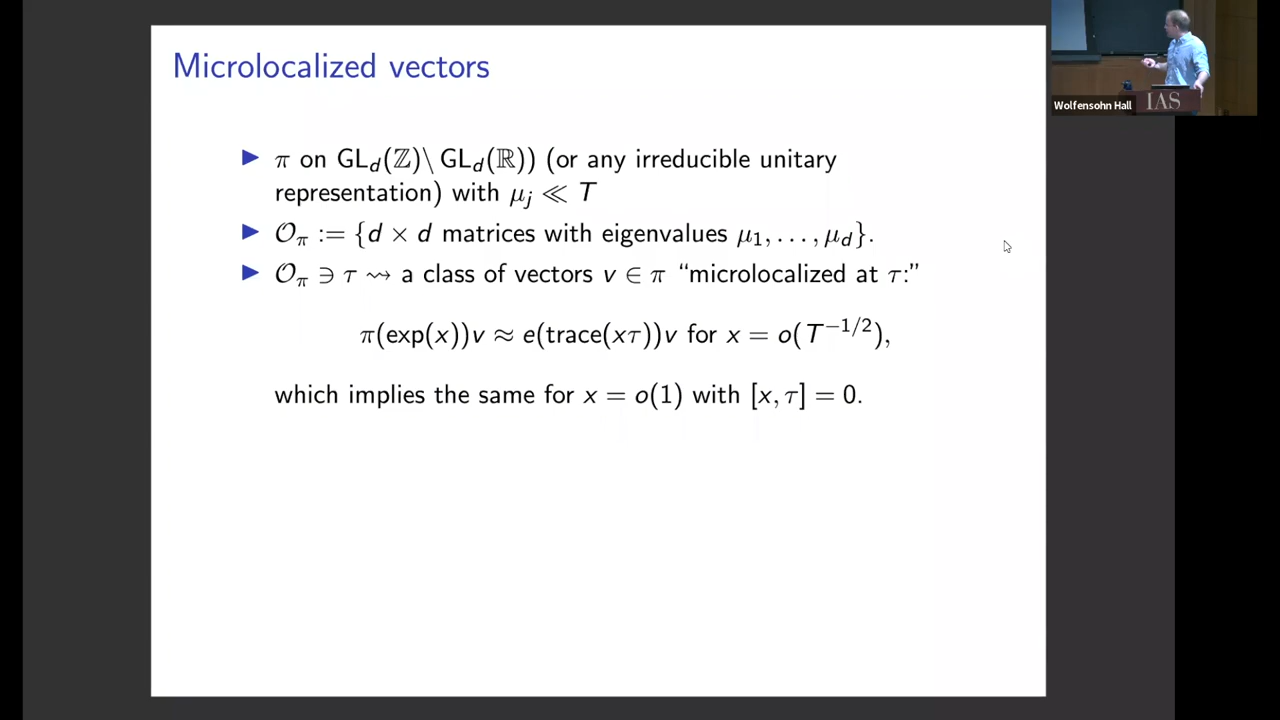 Microlocalized vectors
▶ π on GL_d(ℤ)\ GL_d(ℝ)) (or any irreducible unitary
representation) with μ_j ≪ T
▶ 𝒪_π := {d × d matrices with eigenvalues μ_1, . . . , μ_d}.
▶ 𝒪_π ∋ τ ⇝ a class of vectors v ∈ π “microlocalized at τ:”
π(exp(x))v ≈ e(trace(xτ))v for x = o(T^{-1/2}),
which implies the same for x = o(1) with [x, τ] = 0.
Wolfensohn Hall
IAS